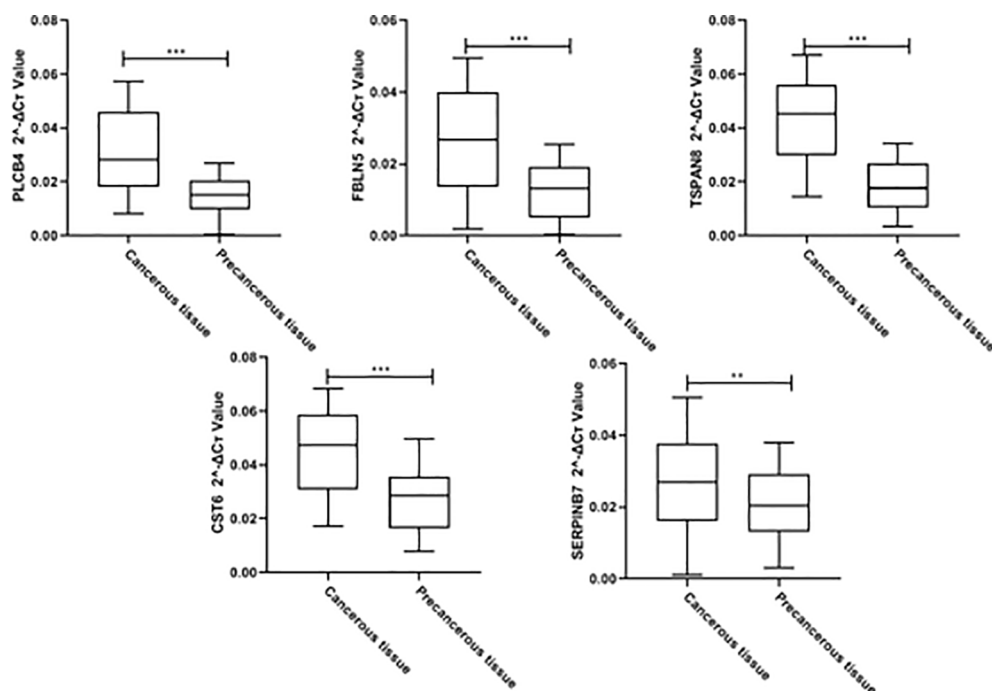 PLCB4 2^-ΔCт Value
0.08
0.06
0.04
0.02
0.00
***
Cancerous tissue
Precancerous tissue
FBLN5 2^-ΔCт Value
0.06
0.04
0.02
0.00
***
Cancerous tissue
Precancerous tissue
TSPAN8 2^-ΔCт Value
0.08
0.06
0.04
0.02
0.00
***
Cancerous tissue
Precancerous tissue
CST6 2^-ΔCт Value
0.08
0.06
0.04
0.02
0.00
***
Cancerous tissue
Precancerous tissue
SERPINB7 2^-ΔCт Value
0.06
0.04
0.02
0.00
**
Cancerous tissue
Precancerous tissue